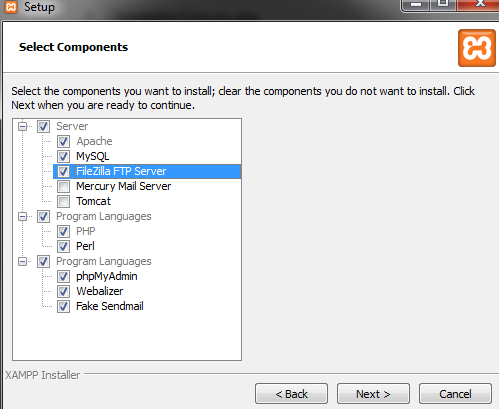 Setup
Select Components
Select the components you want to install; clear the components you do not want to install. Click
Next when you are ready to continue.
Server
Apache
MySQL
FileZilla FTP Server
Mercury Mail Server
Tomcat
Program Languages
PHP
Perl
Program Languages
phpMyAdmin
Webalizer
Fake Sendmail
XAMPP Installer
< Back
Next >
Cancel